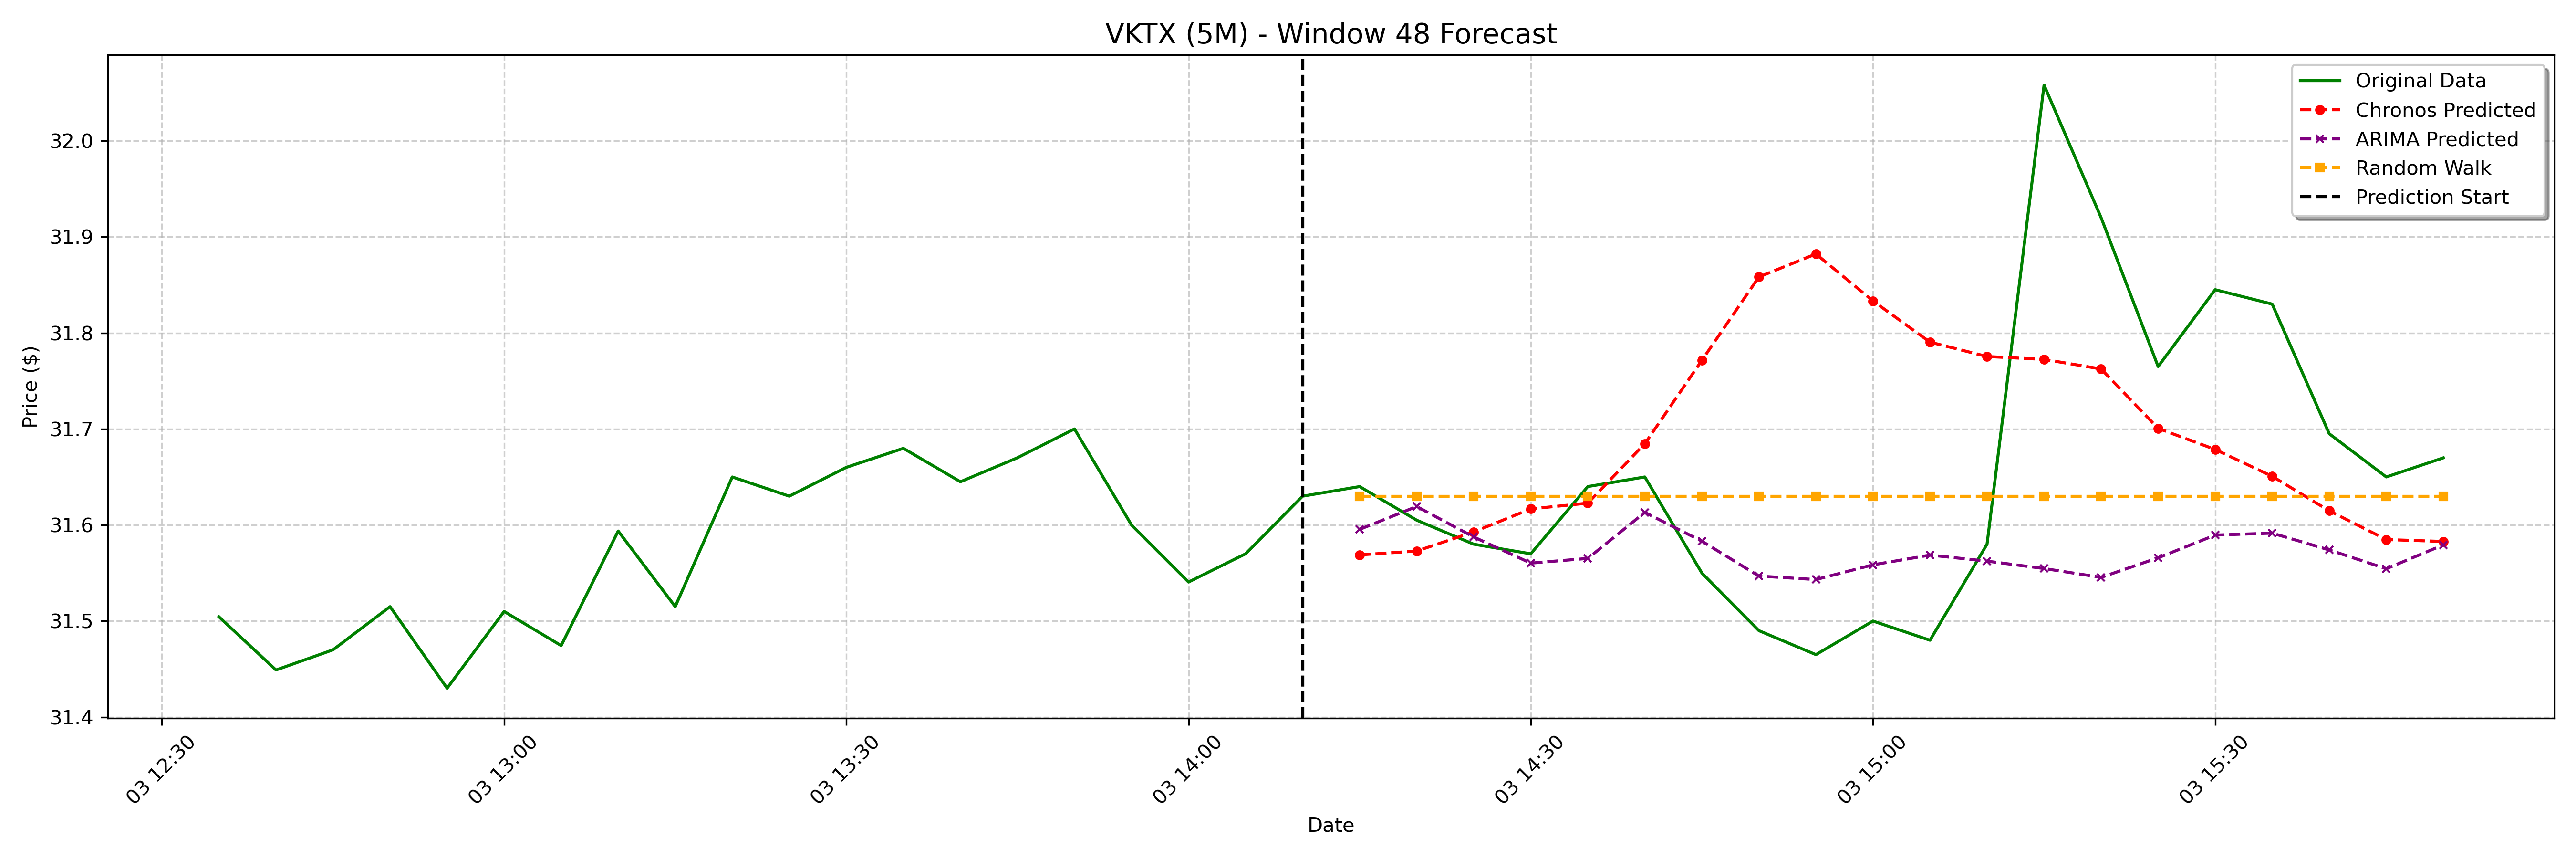 VKTX (5M) - Window 48 Forecast
Original Data
Chronos Predicted
ARIMA Predicted
Random Walk
Prediction Start
Price ($)
32.0
31.9
31.8
31.7
31.6
31.5
31.4
03 12:30
03 13:00
03 13:30
03 14:00
03 14:30
03 15:00
03 15:30
Date